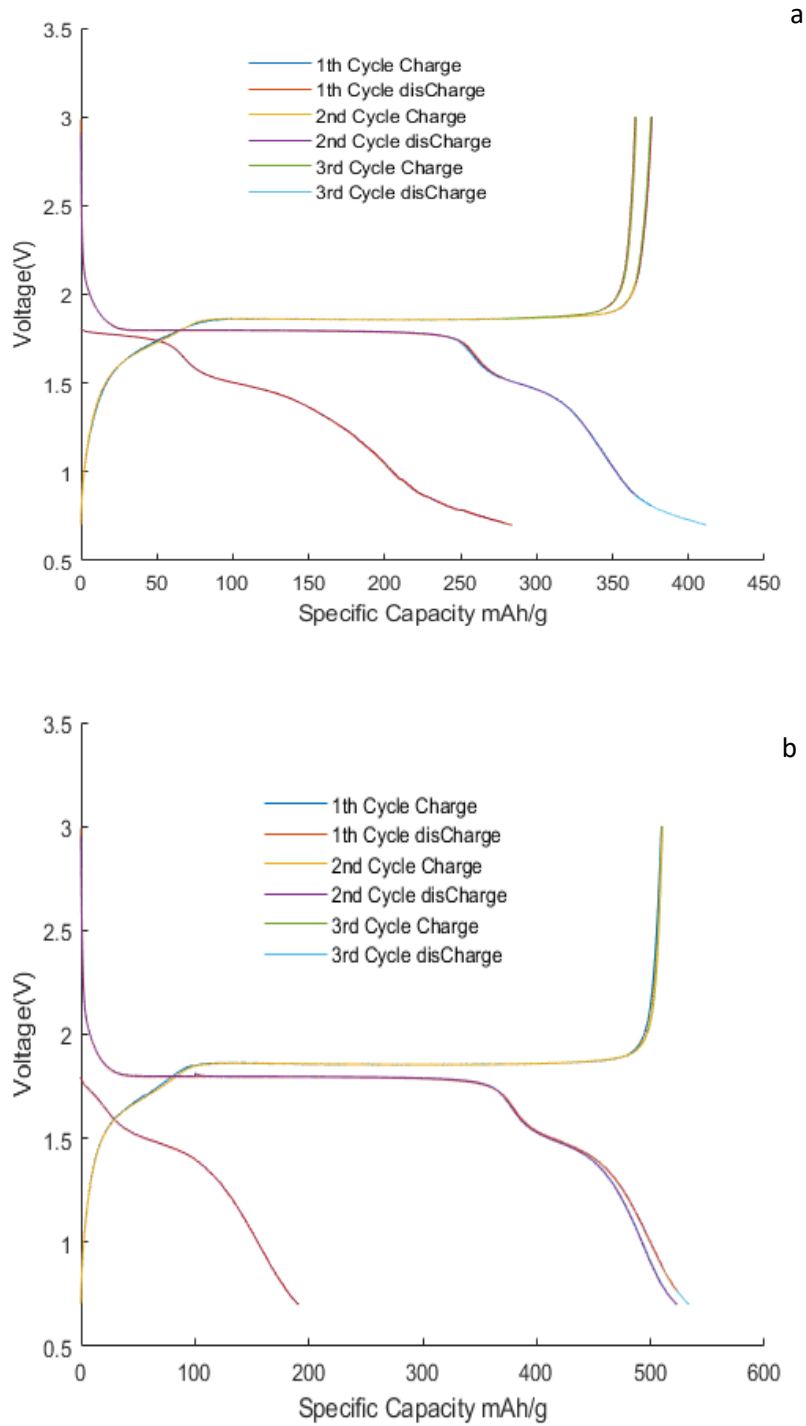 a
3.5
1th Cycle Charge
1th Cycle disCharge
2nd Cycle Charge
2nd Cycle disCharge
3rd Cycle Charge
3rd Cycle disCharge
3
2.5
2
1.5
1
0.5
Voltage(V)
0 50 100 150 200 250 300 350 400 450
Specific Capacity mAh/g
b
3.5
1th Cycle Charge
1th Cycle disCharge
2nd Cycle Charge
2nd Cycle disCharge
3rd Cycle Charge
3rd Cycle disCharge
3
2.5
2
1.5
1
0.5
Voltage(V)
0 100 200 300 400 500 600
Specific Capacity mAh/g